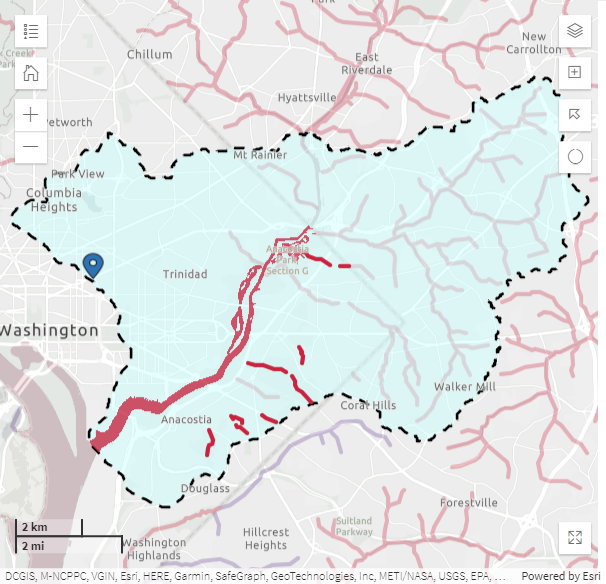 Park
Chillum
New
Carrollton
East
Riverdale
Hyattsville
Petworth
Mt Rainier
Park View
Columbia
Heights
Anacostia
Park
Section G
Trinidad
Washington
Walker Mill
Coral Hills
Anacostia
Douglass
Forestville
Suitland
Parkway
Hillcrest
Heights
Washington
Highlands
2 km
2 mi
DCGIS, M-NCPPC, VGIN, Esri, HERE, Garmin, SafeGraph, GeoTechnologies, Inc, METI/NASA, USGS, EPA, ...
Powered by Esri